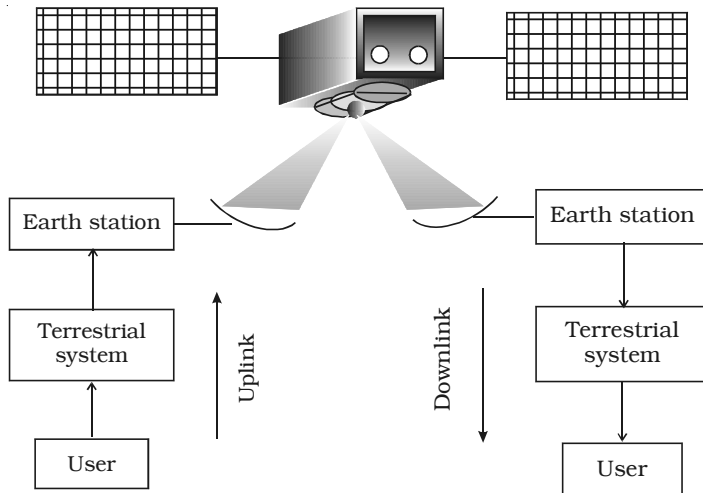 Earth station
Earth station
Terrestrial
system
Uplink
Downlink
Terrestrial
system
User
User